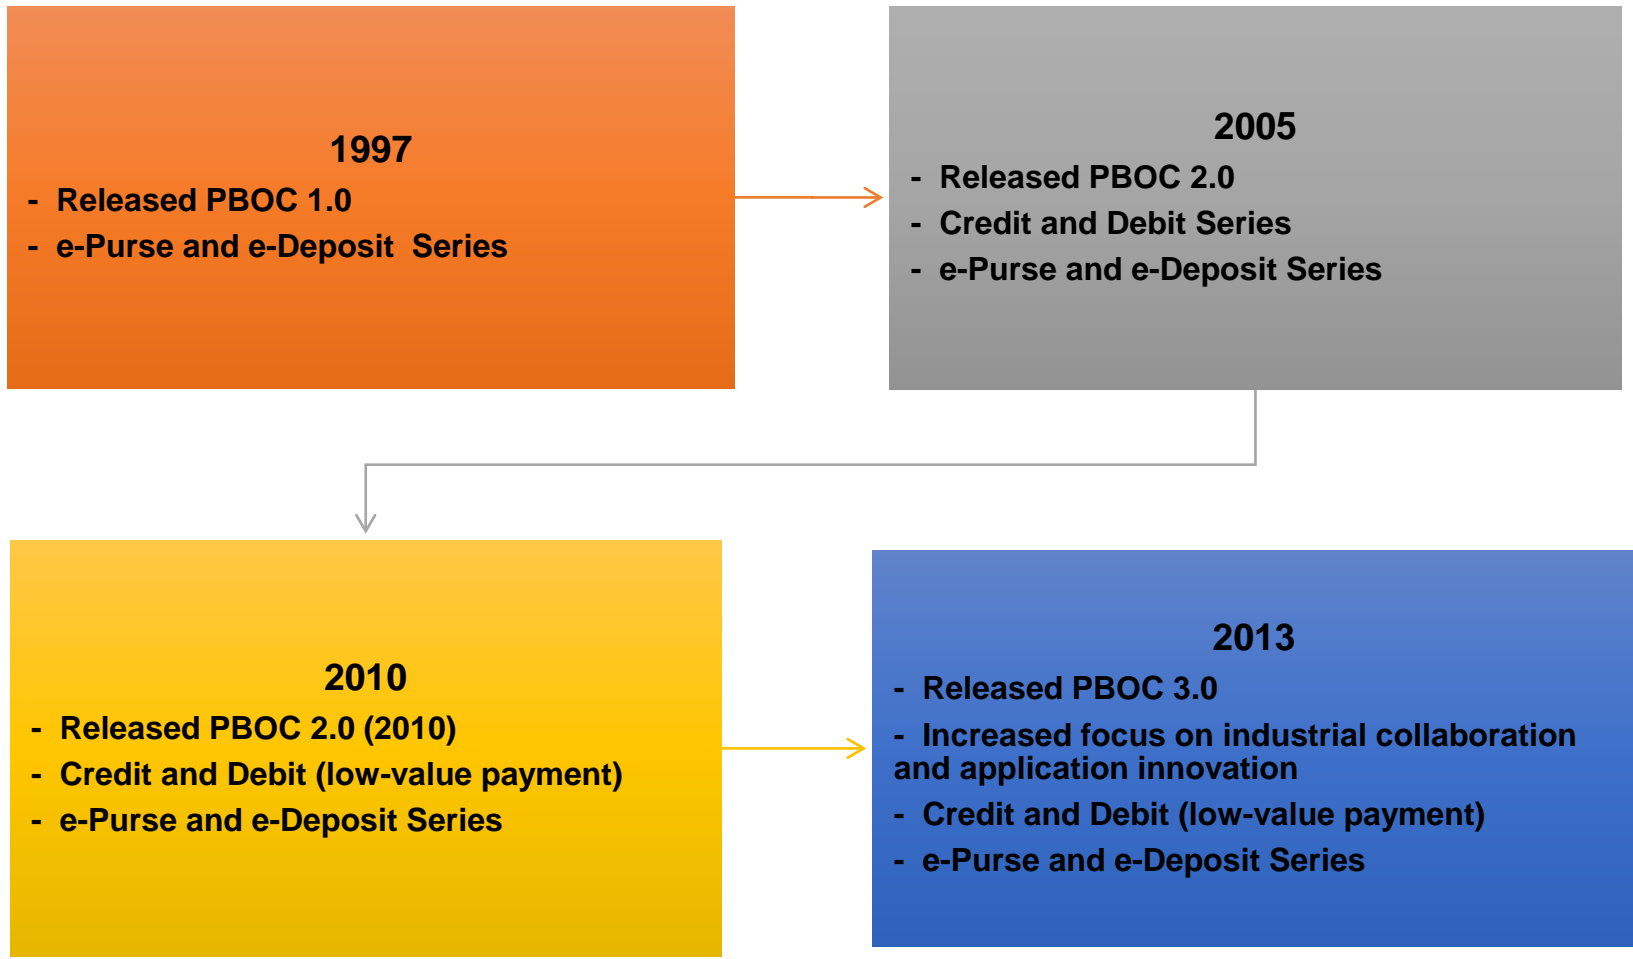 1997
- Released PBOC 1.0
- e-Purse and e-Deposit  Series
2005
- Released PBOC 2.0
- Credit and Debit Series
- e-Purse and e-Deposit Series
2010
- Released PBOC 2.0 (2010)
- Credit and Debit (low-value payment)
- e-Purse and e-Deposit Series
2013
- Released PBOC 3.0
- Increased focus on industrial collaboration
and application innovation
- Credit and Debit (low-value payment)
- e-Purse and e-Deposit Series